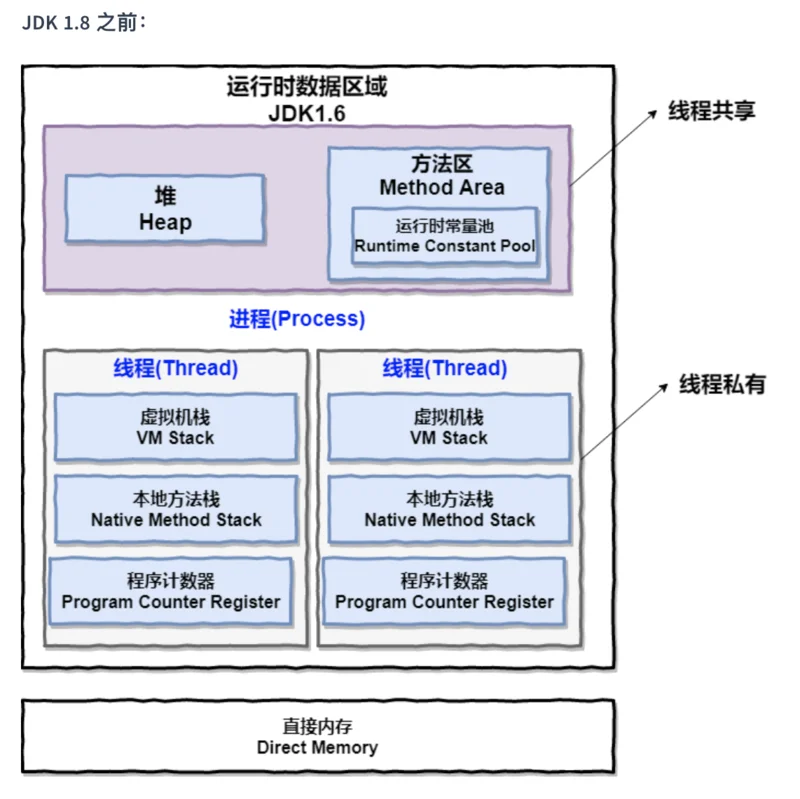 JDK 1.8 之前：
运行时数据区域
JDK1.6
线程共享
堆
Heap
方法区
Method Area
运行时常量池
Runtime Constant Pool
进程(Process)
线程(Thread)
虚拟机栈
VM Stack
本地方法栈
Native Method Stack
程序计数器
Program Counter Register
线程(Thread)
虚拟机栈
VM Stack
本地方法栈
Native Method Stack
程序计数器
Program Counter Register
线程私有
直接内存
Direct Memory